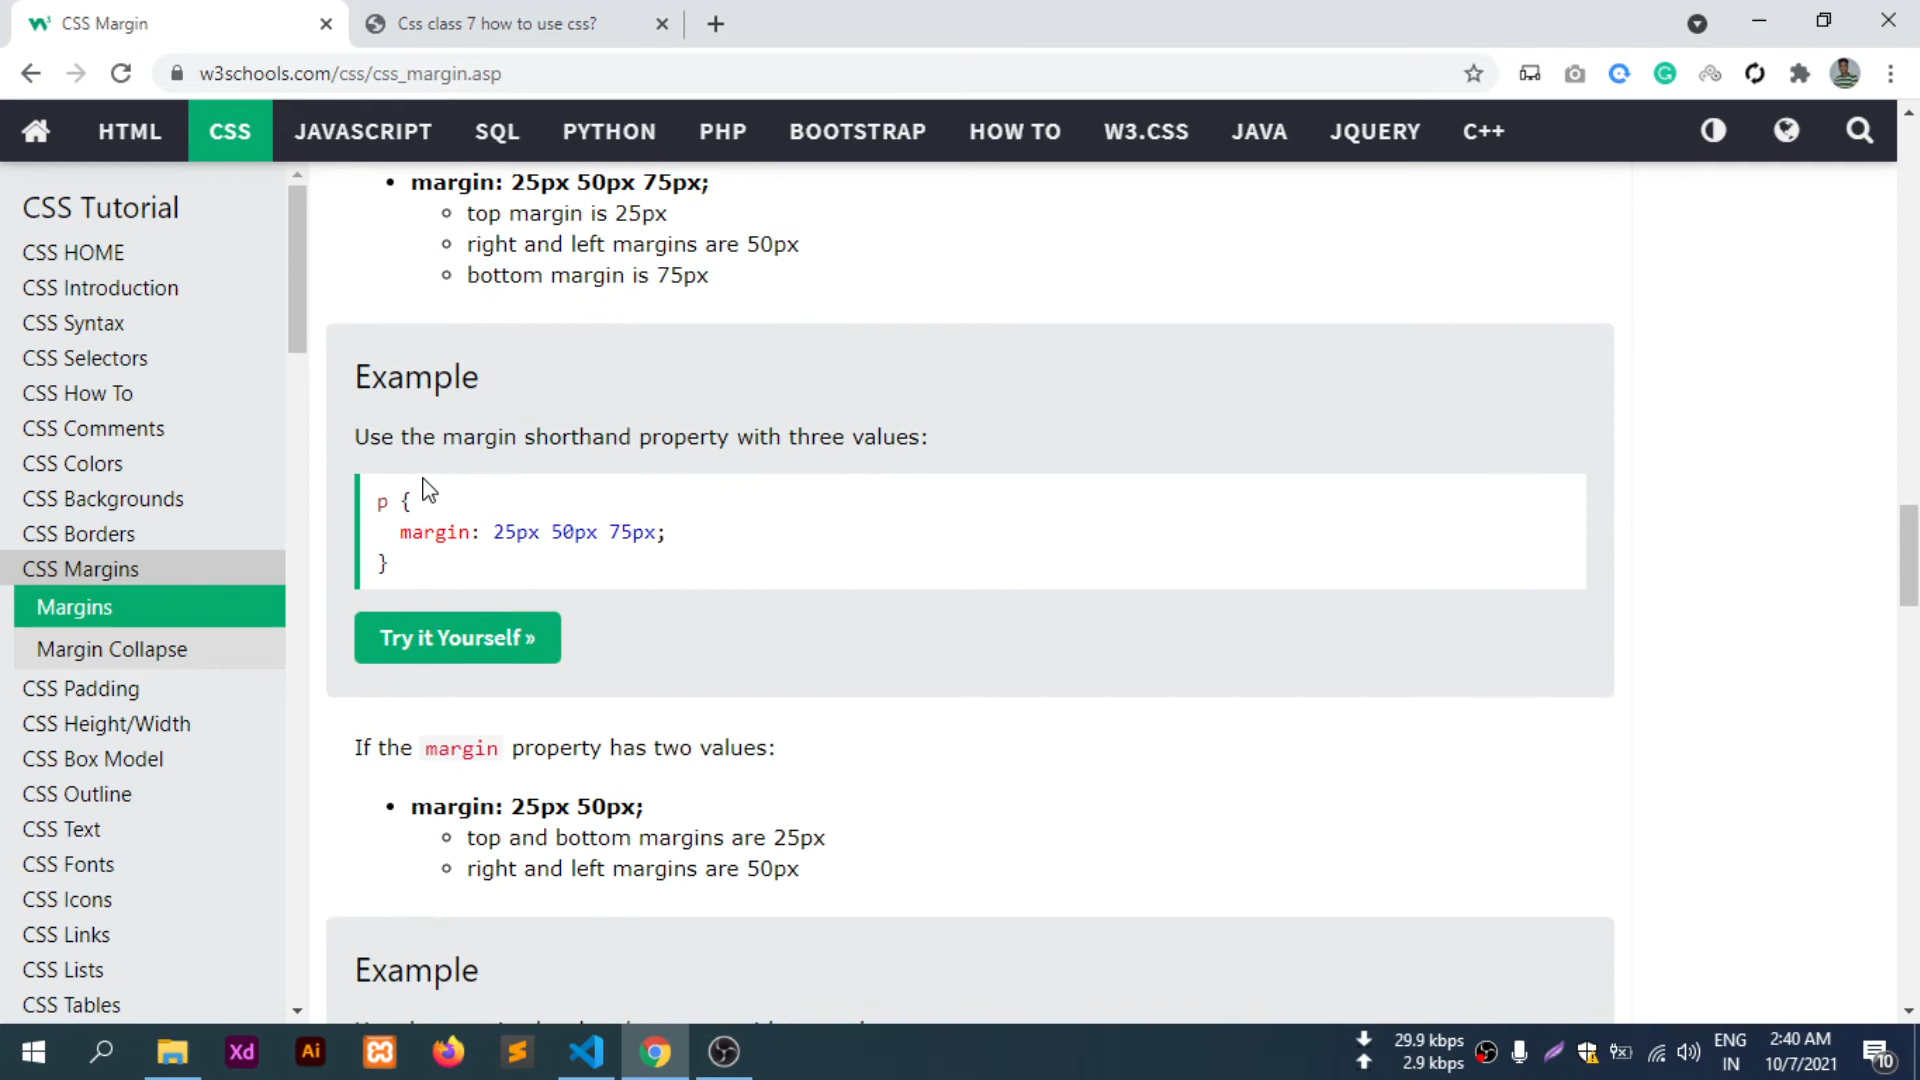 CSS Margin
Css class 7 how to use css?
w3schools.com/css/css_margin.asp
HTML CSS JAVASCRIPT SQL PYTHON PHP BOOTSTRAP HOW TO W3.CSS JAVA JQUERY C++
CSS Tutorial
CSS HOME
CSS Introduction
CSS Syntax
CSS Selectors
CSS How To
CSS Comments
CSS Colors
CSS Backgrounds
CSS Borders
CSS Margins
Margins
Margin Collapse
CSS Padding
CSS Height/Width
CSS Box Model
CSS Outline
CSS Text
CSS Fonts
CSS Icons
CSS Links
CSS Lists
CSS Tables
• margin: 25px 50px 75px;
◦ top margin is 25px
◦ right and left margins are 50px
◦ bottom margin is 75px
Example
Use the margin shorthand property with three values:
p {
margin: 25px 50px 75px;
}
Try it Yourself »
If the margin property has two values:
• margin: 25px 50px;
◦ top and bottom margins are 25px
◦ right and left margins are 50px
Example
Xd
Ai
29.9 kbps
2.9 kbps
ENG
IN
2:40 AM
10/7/2021
10